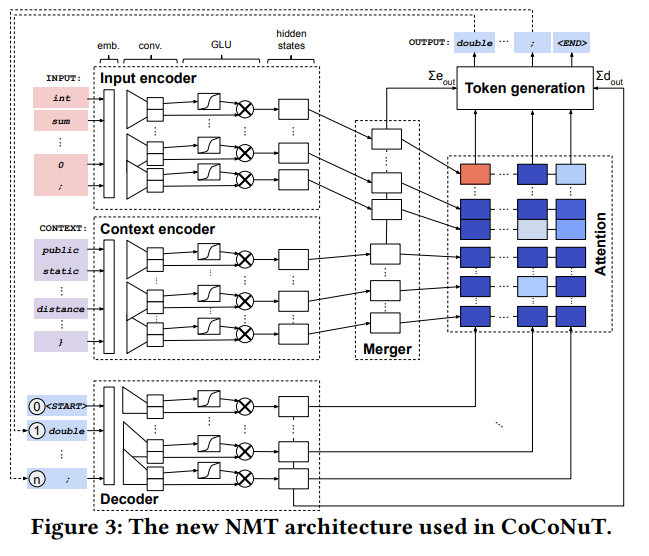 emb. conv. GLU hidden states
OUTPUT: double ... ; <END>
Input encoder
INPUT:
int
sum
0
;
Σe_out
Token generation
Σd_out
Context encoder
CONTEXT:
public
static
distance
}
Merger
Attention
0 <START>
1 double
n ;
Decoder
Figure 3: The new NMT architecture used in CoCoNuT.